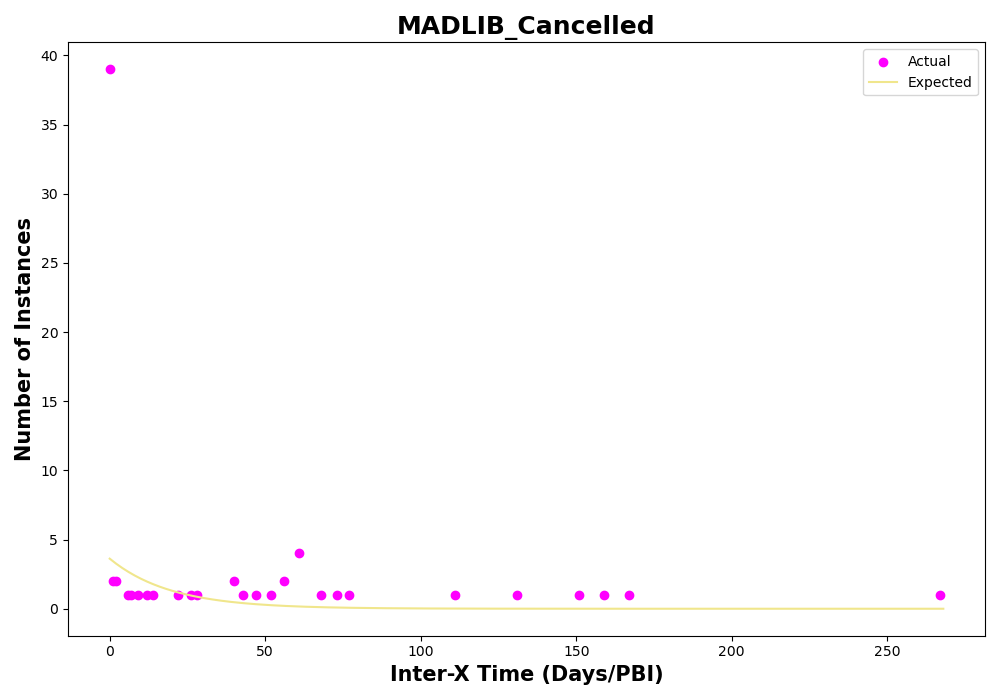 MADLIB_Cancelled
Actual
Expected
Number of Instances
40
35
30
25
20
15
10
5
0
0 50 100 150 200 250
Inter-X Time (Days/PBI)